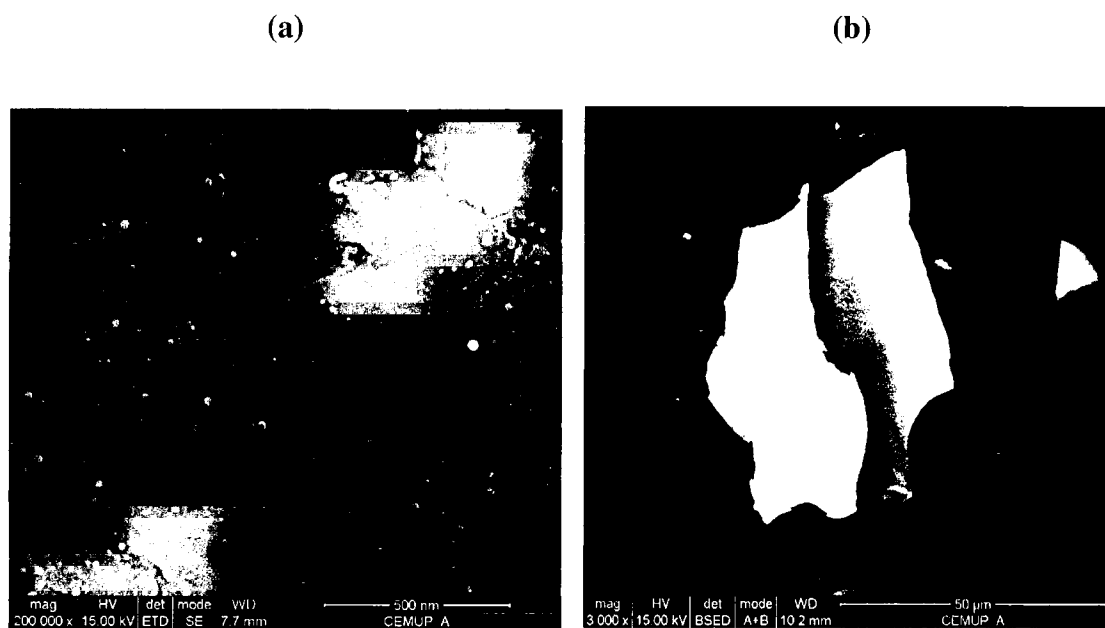 (a)
(b)
mag HV det mode WD 500 nm
200 000 x 15.00 kV ETD SE 7.7 mm CEMUP A
mag HV det mode WD 50 µm
3 000 x 15.00 kV BSED A+B 10.2 mm CEMUP A